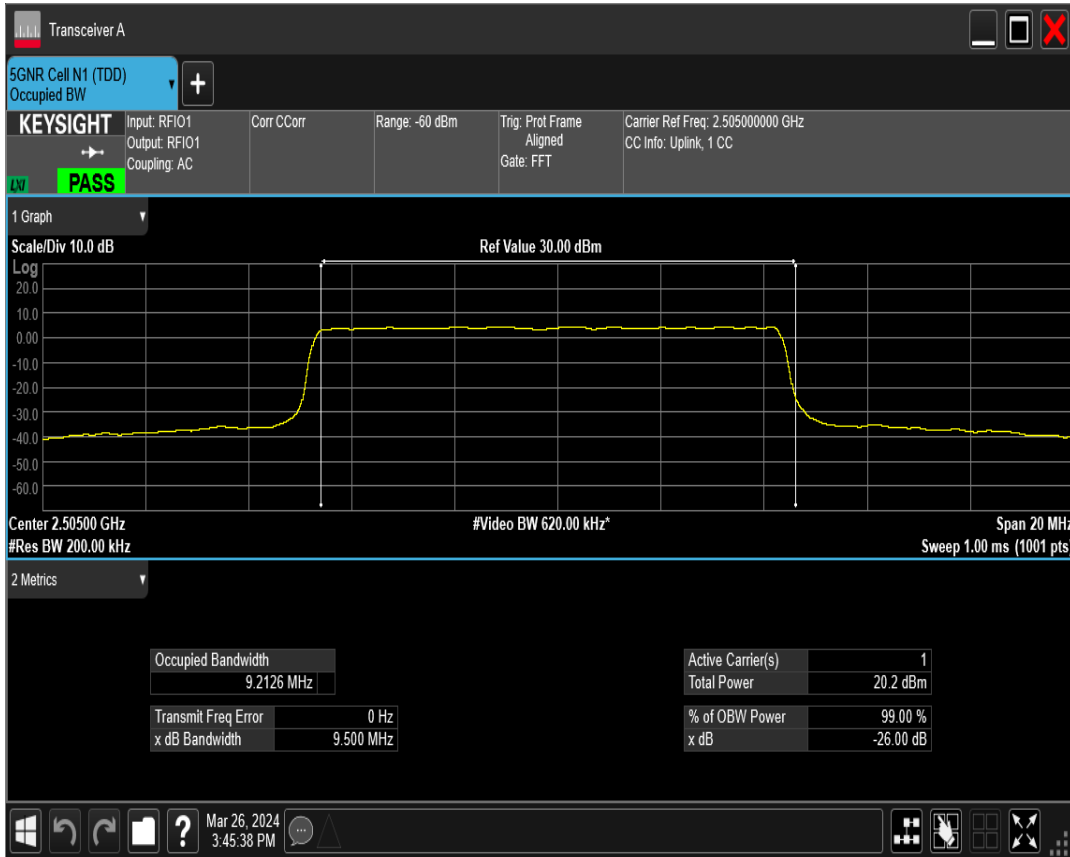 Transceiver A
5GNR Cell N1 (TDD)
Occupied BW
+
KEYSIGHT
LXI
PASS
Input: RFIO1
Output: RFIO1
Coupling: AC
Corr CCorr
Range: -60 dBm
Trig: Prot Frame
Aligned
Gate: FFT
Carrier Ref Freq: 2.505000000 GHz
CC Info: Uplink, 1 CC
1 Graph
Scale/Div 10.0 dB
Ref Value 30.00 dBm
Log
20.0
10.0
0.00
-10.0
-20.0
-30.0
-40.0
-50.0
-60.0
Center 2.50500 GHz
#Video BW 620.00 kHz*
Span 20 MHz
#Res BW 200.00 kHz
Sweep 1.00 ms (1001 pts)
2 Metrics
Occupied Bandwidth
9.2126 MHz
Transmit Freq Error 0 Hz
x dB Bandwidth 9.500 MHz
Active Carrier(s) 1
Total Power 20.2 dBm
% of OBW Power 99.00 %
x dB -26.00 dB
?
Mar 26, 2024
3:45:38 PM